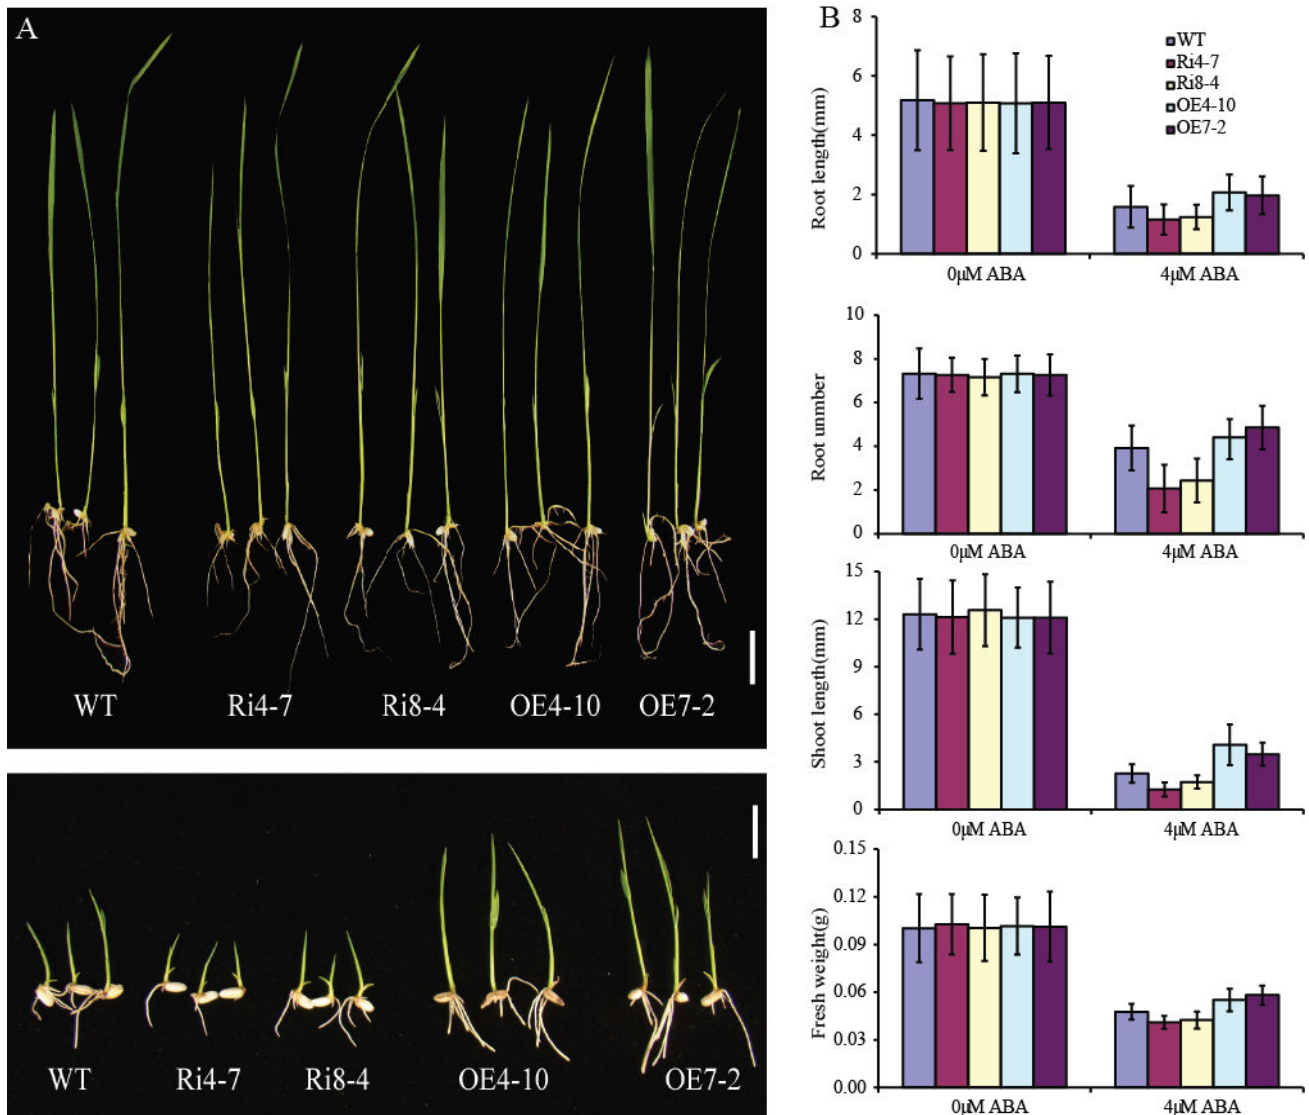 A
WT Ri4-7 Ri8-4 OE4-10 OE7-2
WT Ri4-7 Ri8-4 OE4-10 OE7-2
B
Root length(mm)
8
6
4
2
0
WT
Ri4-7
Ri8-4
OE4-10
OE7-2
0μM ABA 4μM ABA
Root unmber
10
8
6
4
2
0
0μM ABA 4μM ABA
Shoot length(mm)
15
12
9
6
3
0
0μM ABA 4μM ABA
Fresh weight(g)
0.15
0.12
0.09
0.06
0.03
0.00
0μM ABA 4μM ABA